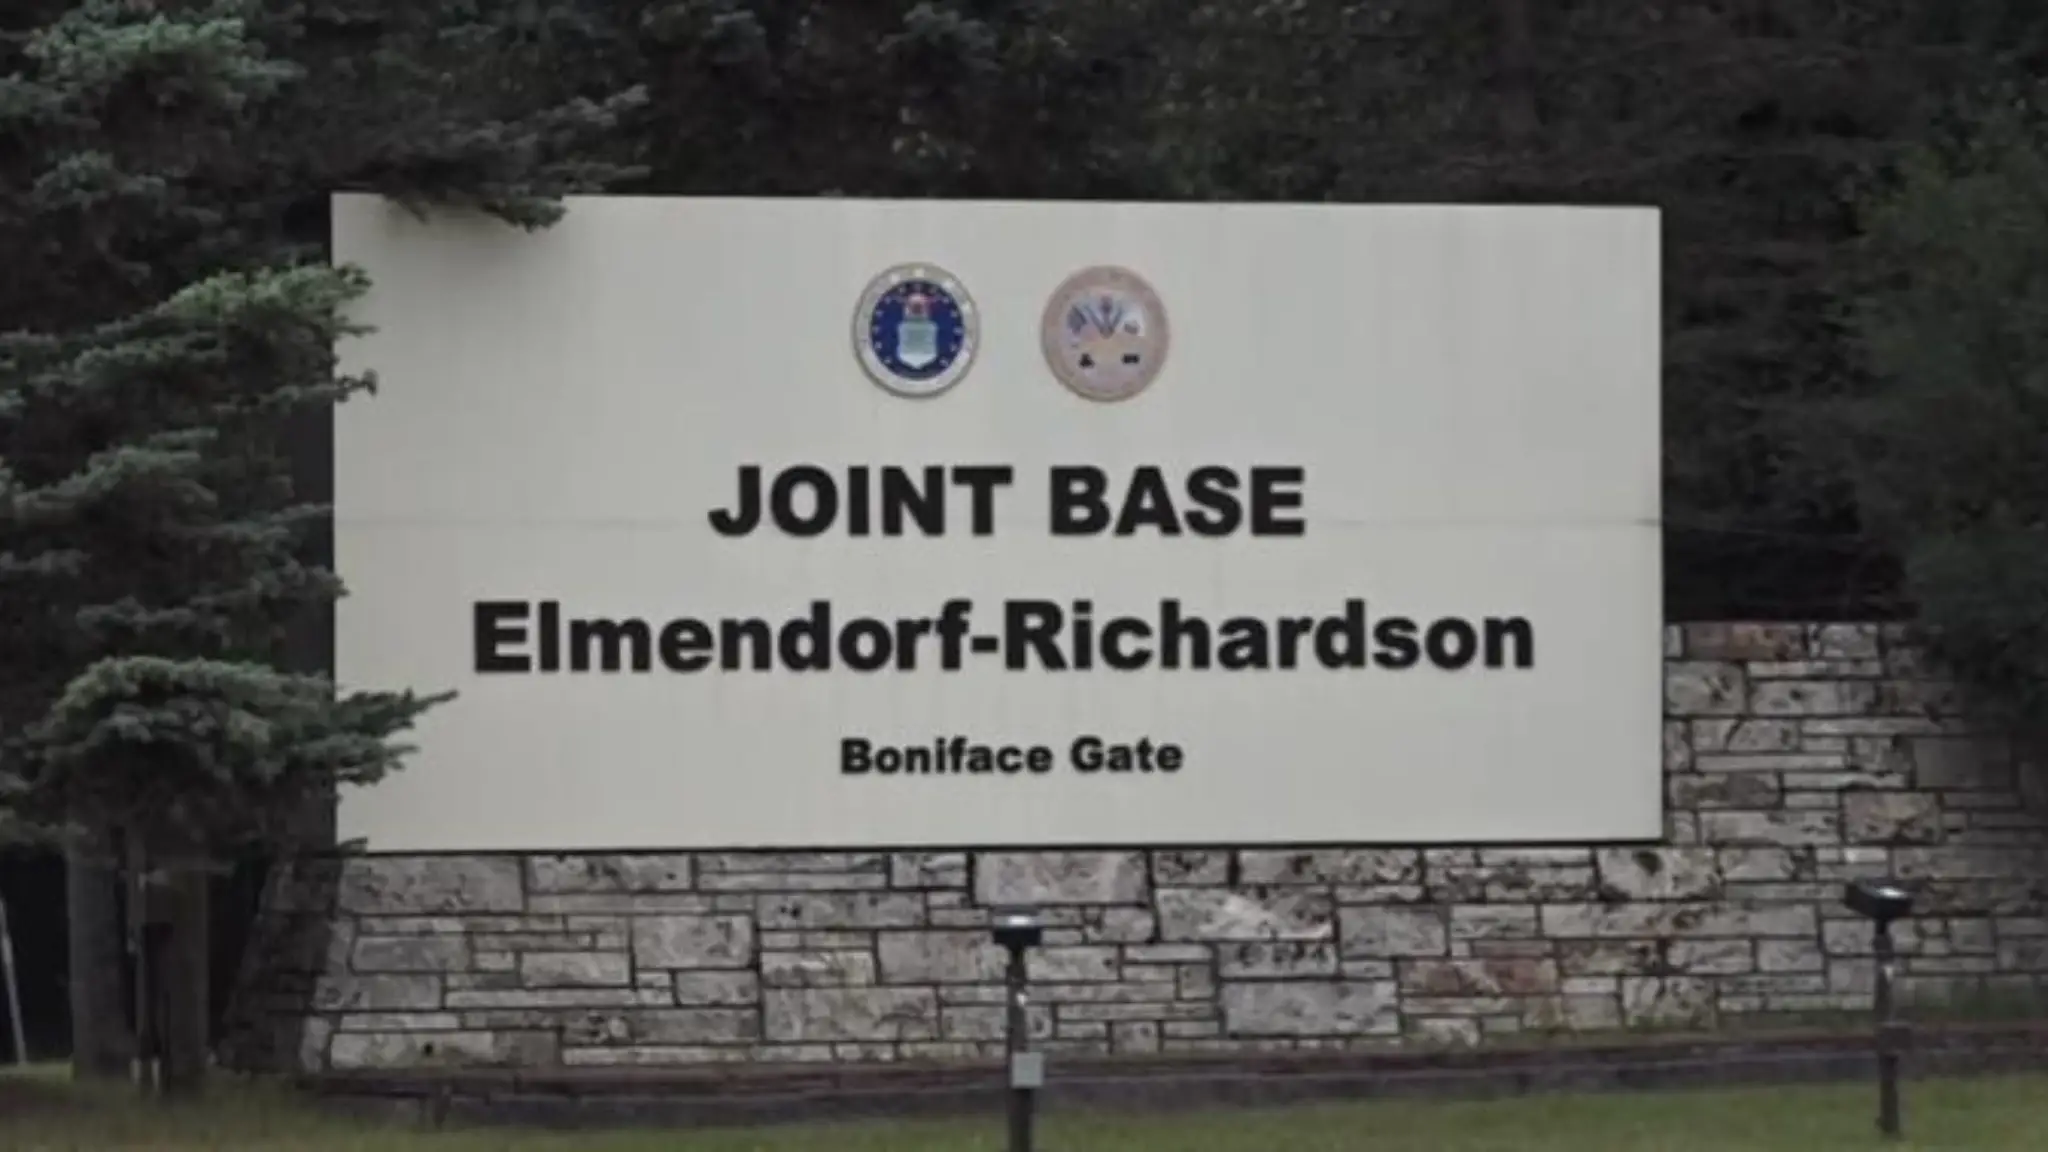 JOINT BASE
Elmendorf-Richardson
Boniface Gate